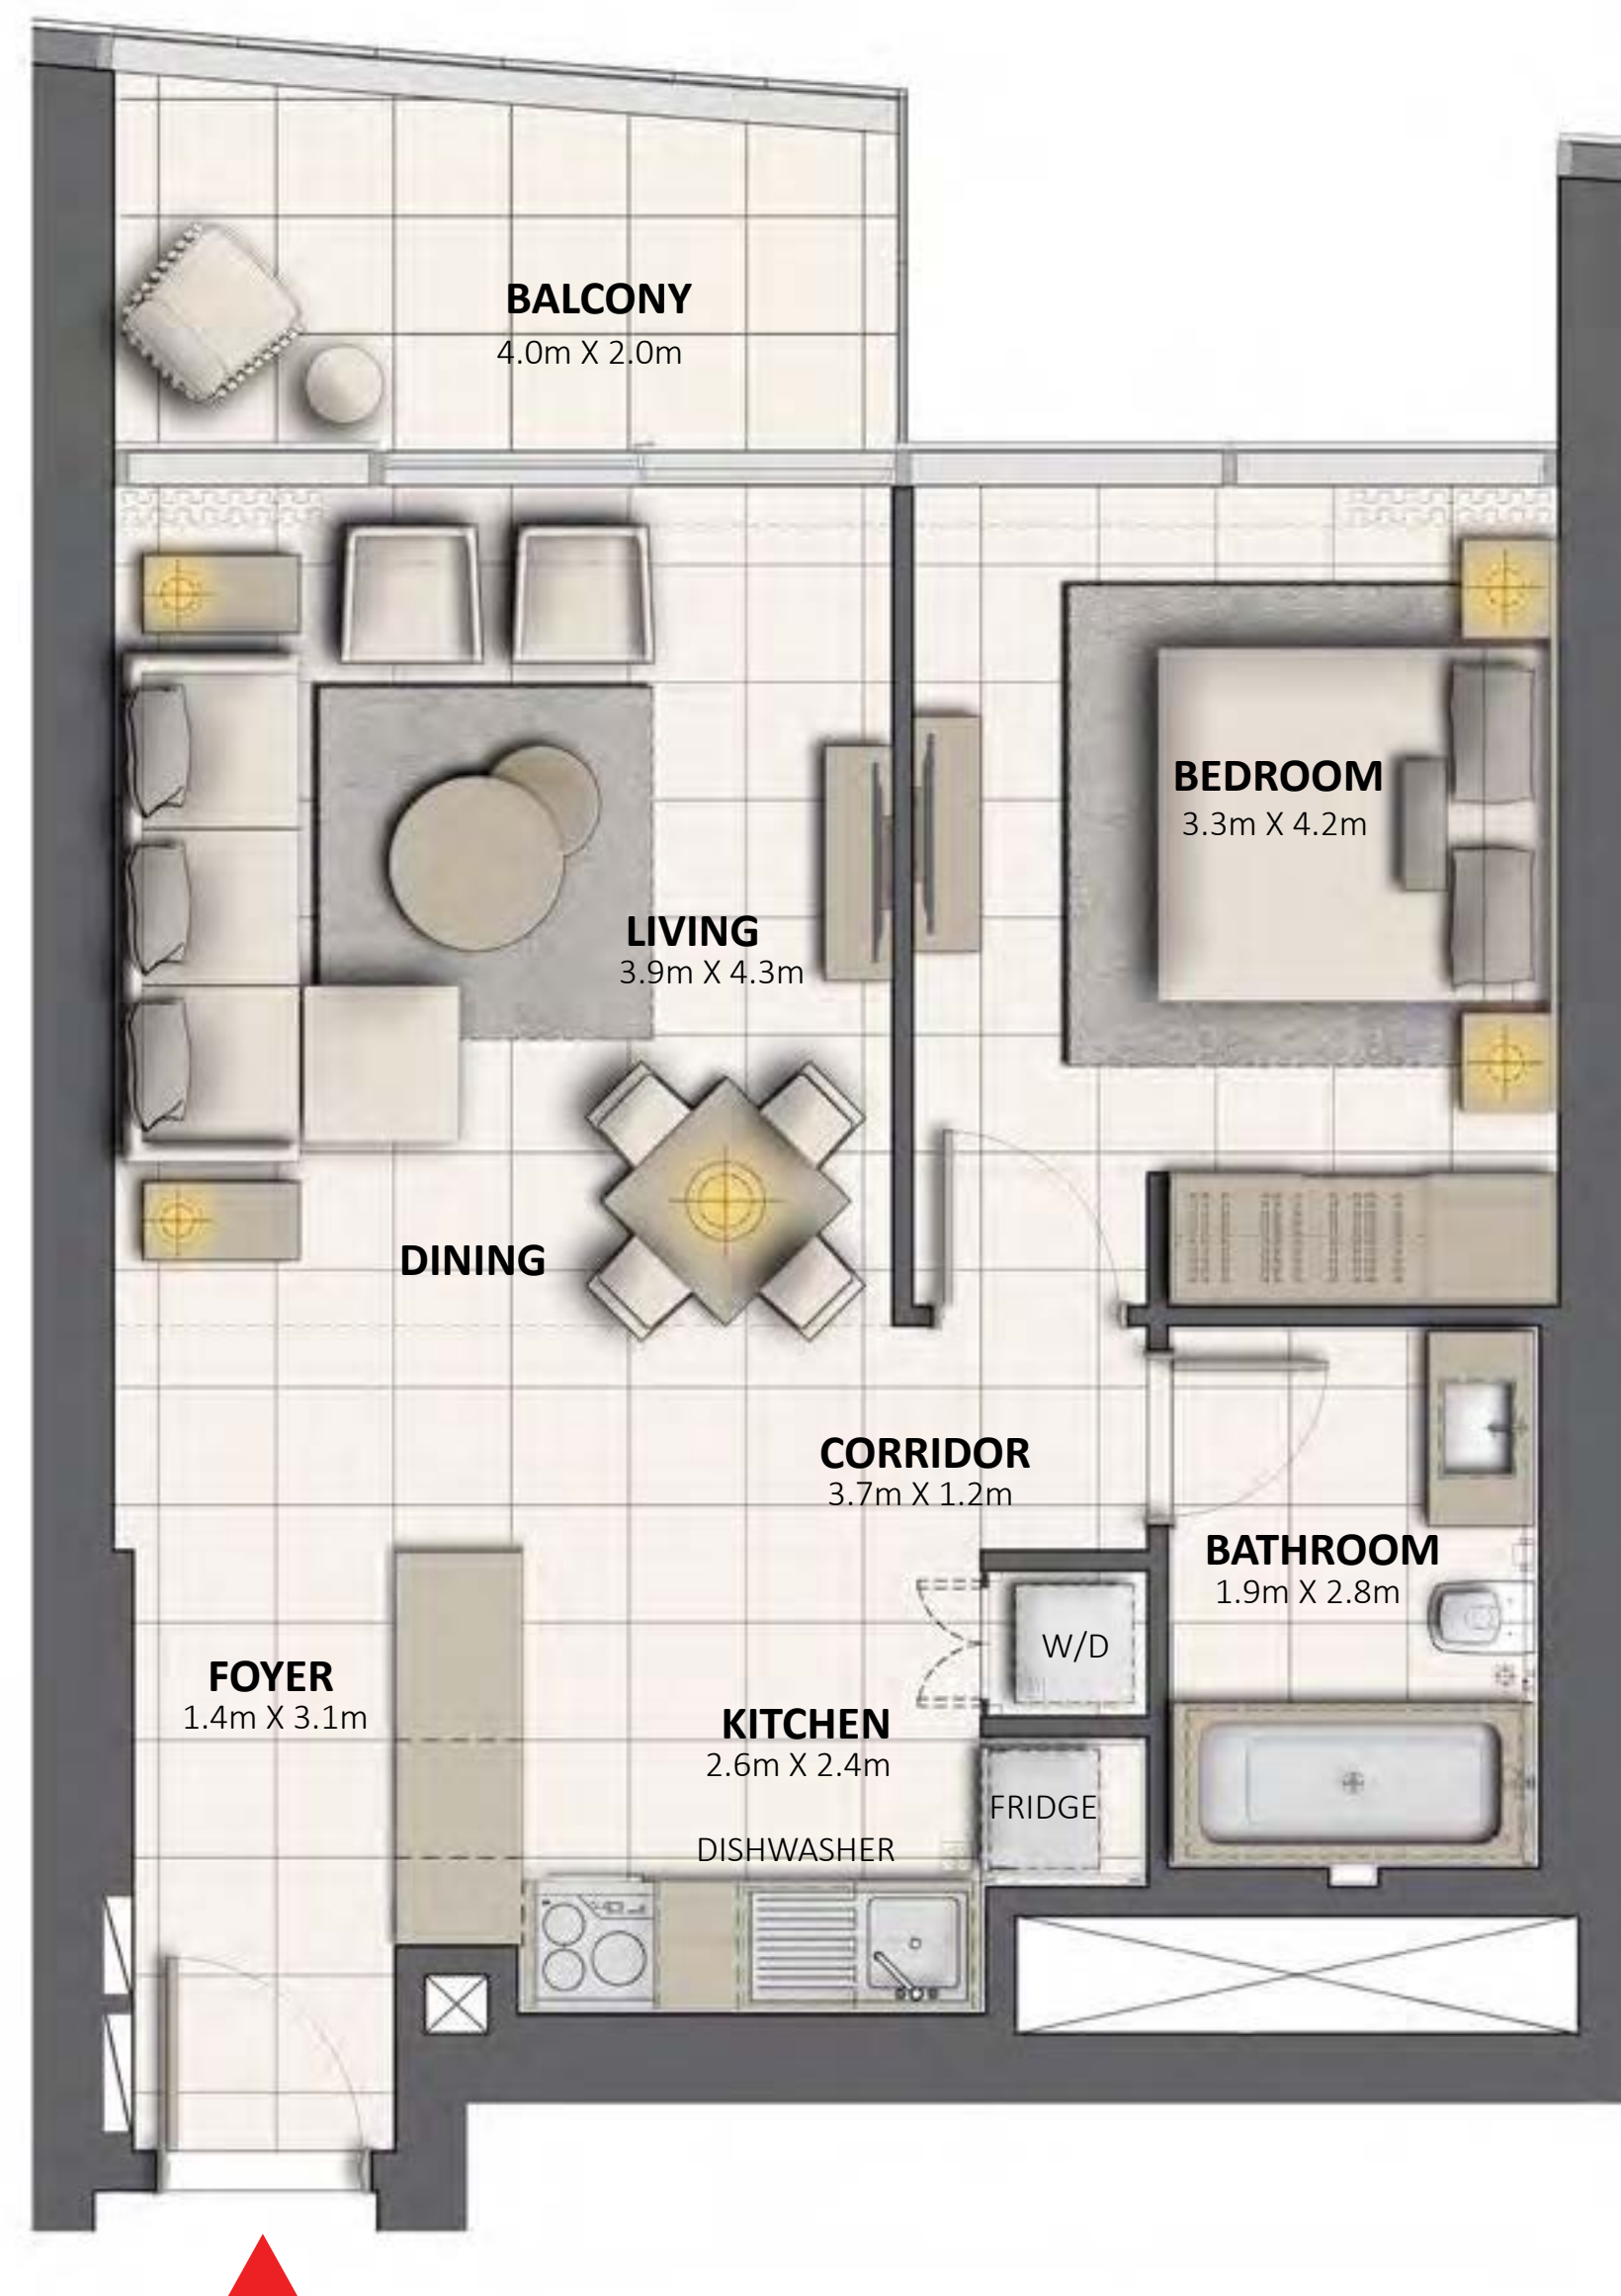 BALCONY
4.0m X 2.0m
BEDROOM
3.3m X 4.2m
LIVING
3.9m X 4.3m
DINING
CORRIDOR
3.7m X 1.2m
BATHROOM
1.9m X 2.8m
W/D
FOYER
1.4m X 3.1m
KITCHEN
2.6m X 2.4m
FRIDGE
DISHWASHER